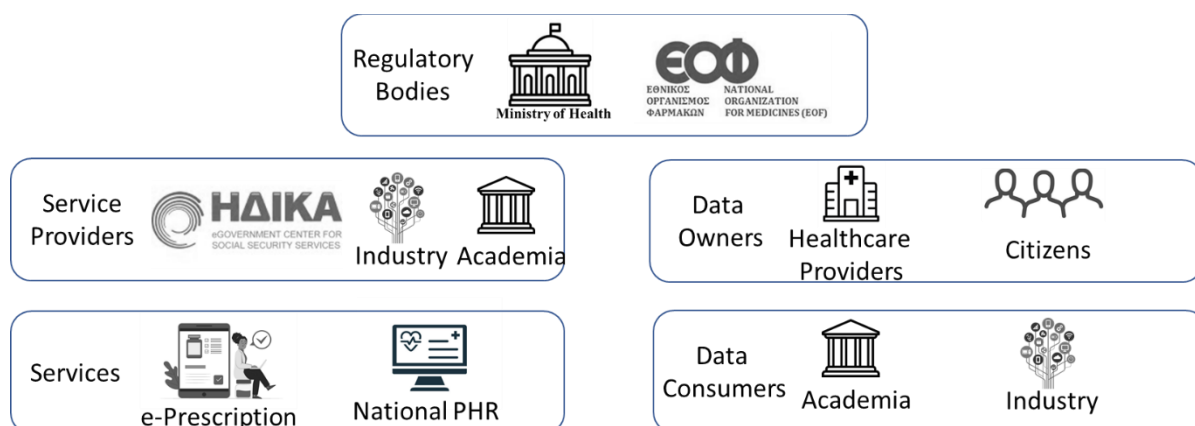 Regulatory
Bodies
Ministry of Health
ΕΟΦ
ΕΘΝΙΚΟΣ
ΟΡΓΑΝΙΣΜΟΣ
ΦΑΡΜΑΚΩΝ
NATIONAL
ORGANIZATION
FOR MEDICINES (EOF)
Service
Providers
ΗΔΙΚΑ
eGOVERNMENT CENTER FOR
SOCIAL SECURITY SERVICES
Industry
Academia
Data
Owners
Healthcare
Providers
Citizens
Services
e-Prescription
National PHR
Data
Consumers
Academia
Industry